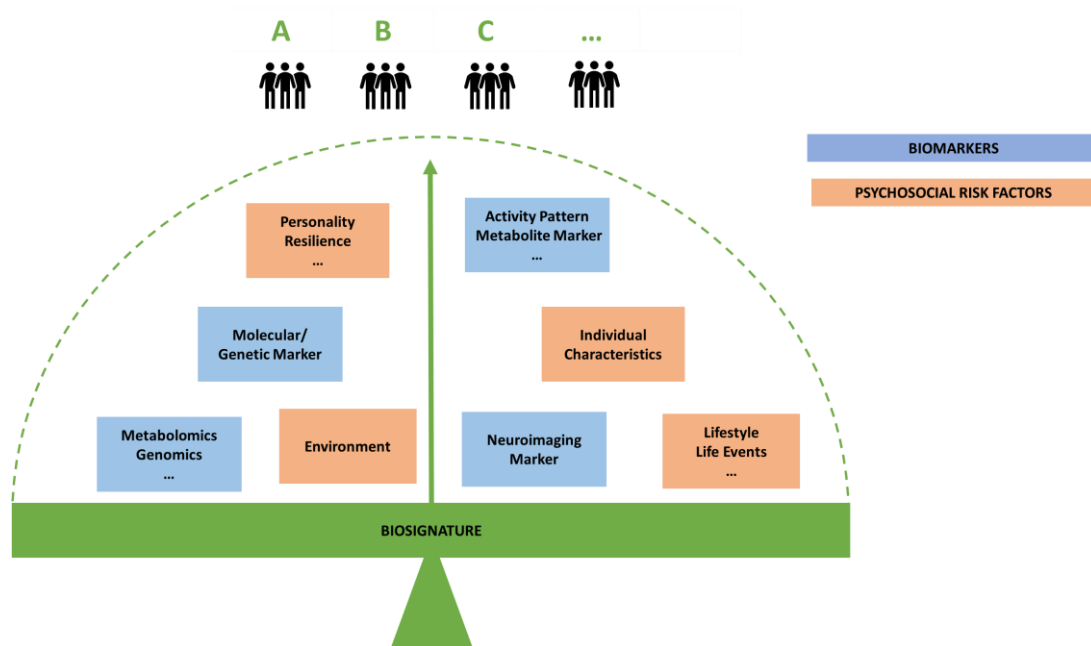 A B C ...
BIOMARKERS
PSYCHOSOCIAL RISK FACTORS
Personality
Resilience
...
Activity Pattern
Metabolite Marker
...
Molecular/
Genetic Marker
Individual
Characteristics
Metabolomics
Genomics
...
Environment
Neuroimaging
Marker
Lifestyle
Life Events
...
BIOSIGNATURE